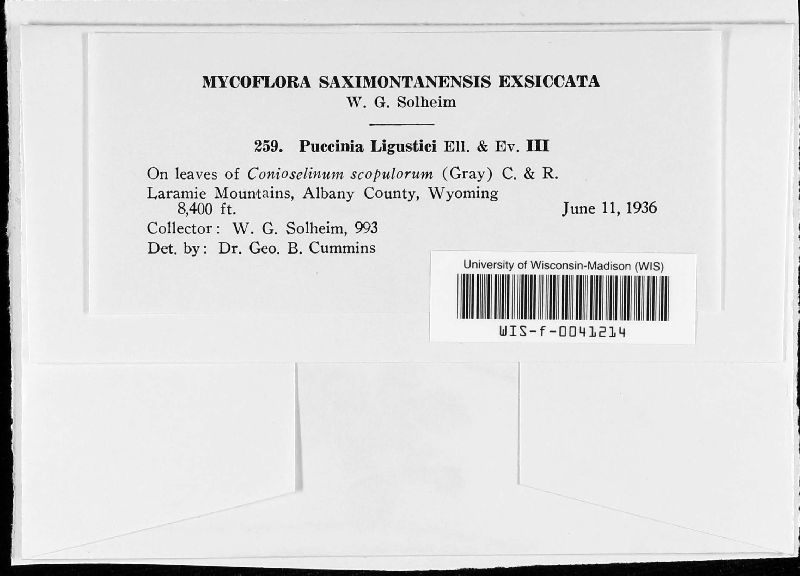 MYCOFLORA SAXIMONTANENSIS EXSICCATA
W. G. Solheim
259. Puccinia Ligustici Ell. & Ev. III
On leaves of Conioselinum scopulorum (Gray) C. & R.
Laramie Mountains, Albany County, Wyoming
8,400 ft. June 11, 1936
Collector: W. G. Solheim, 993
Det. by: Dr. Geo. B. Cummins
University of Wisconsin-Madison (WIS)
WIS-f-0041214